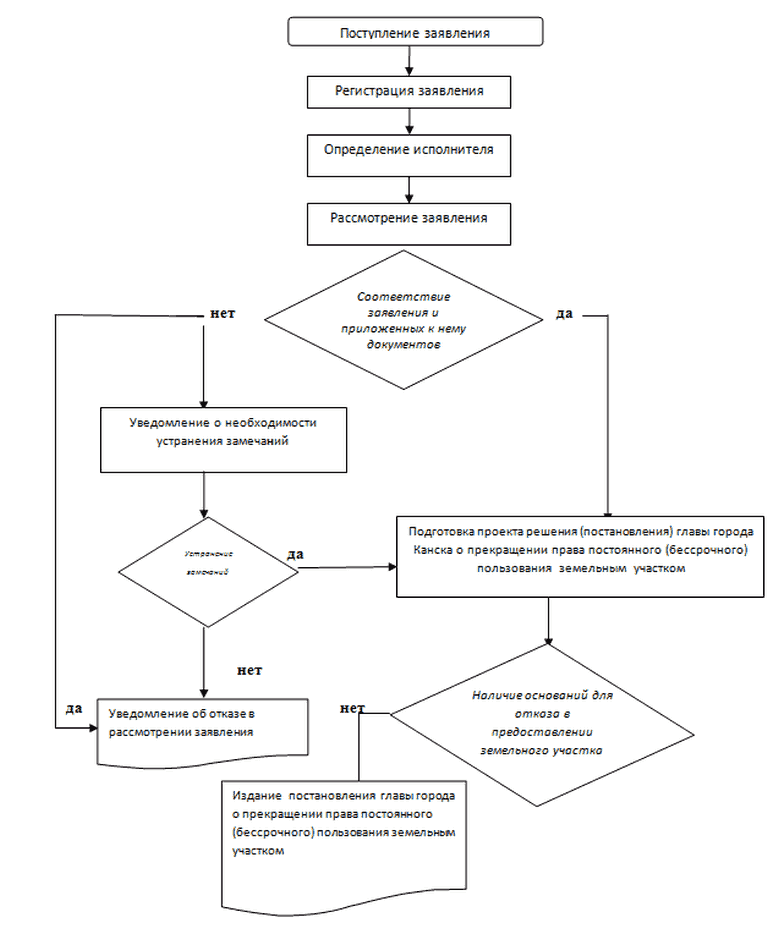 Поступление заявления
Регистрация заявления
Определение исполнителя
Рассмотрение заявления
Соответствие
заявления и
приложенных к нему
документов
нет
да
Уведомление о необходимости
устранения замечаний
Устранение
замечаний
да
Подготовка проекта решения (постановления) главы города
Канска о прекращении права постоянного (бессрочного)
пользования земельным участком
нет
да
Уведомление об отказе в
рассмотрении заявления
нет
Наличие оснований для
отказа в
предоставлении
земельного участка
Издание постановления главы города
о прекращении права постоянного
(бессрочного) пользования земельным
участком